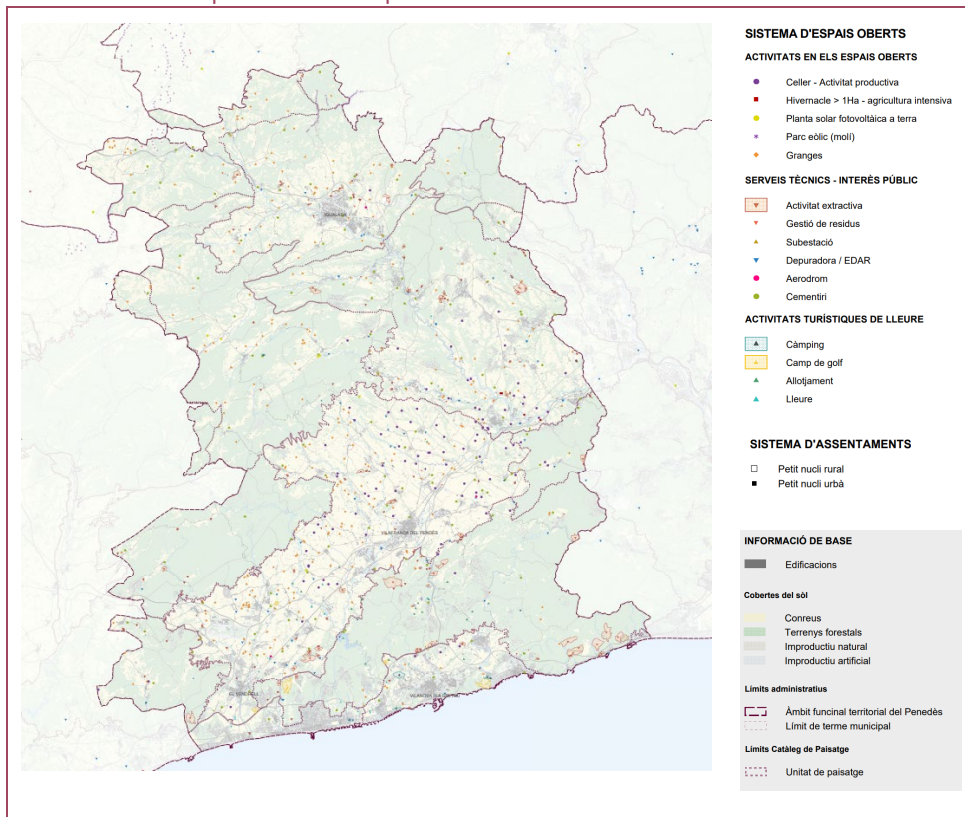 SISTEMA D'ESPAIS OBERTS
ACTIVITATS EN ELS ESPAIS OBERTS
Celler - Activitat productiva
Hivernacle > 1Ha - agricultura intensiva
Planta solar fotovoltàica a terra
Parc eòlic (molí)
Granges
SERVEIS TÈCNICS - INTERÈS PÚBLIC
Activitat extractiva
Gestió de residus
Subestació
Depuradora / EDAR
Aerodrom
Cementiri
ACTIVITATS TURÍSTIQUES DE LLEURE
Càmping
Camp de golf
Allotjament
Lleure
SISTEMA D'ASSENTAMENTS
Petit nucli rural
Petit nucli urbà
INFORMACIÓ DE BASE
Edificacions
Cobertes del sòl
Conreus
Terrenys forestals
Improductiu natural
Improductiu artificial
Límits administratius
Àmbit funcinal territorial del Penedès
Límit de terme municipal
Límits Catàleg de Paisatge
Unitat de paisatge
IGUALADA
VILAFRANCA DEL PENEDÈS
EL VENDRELL